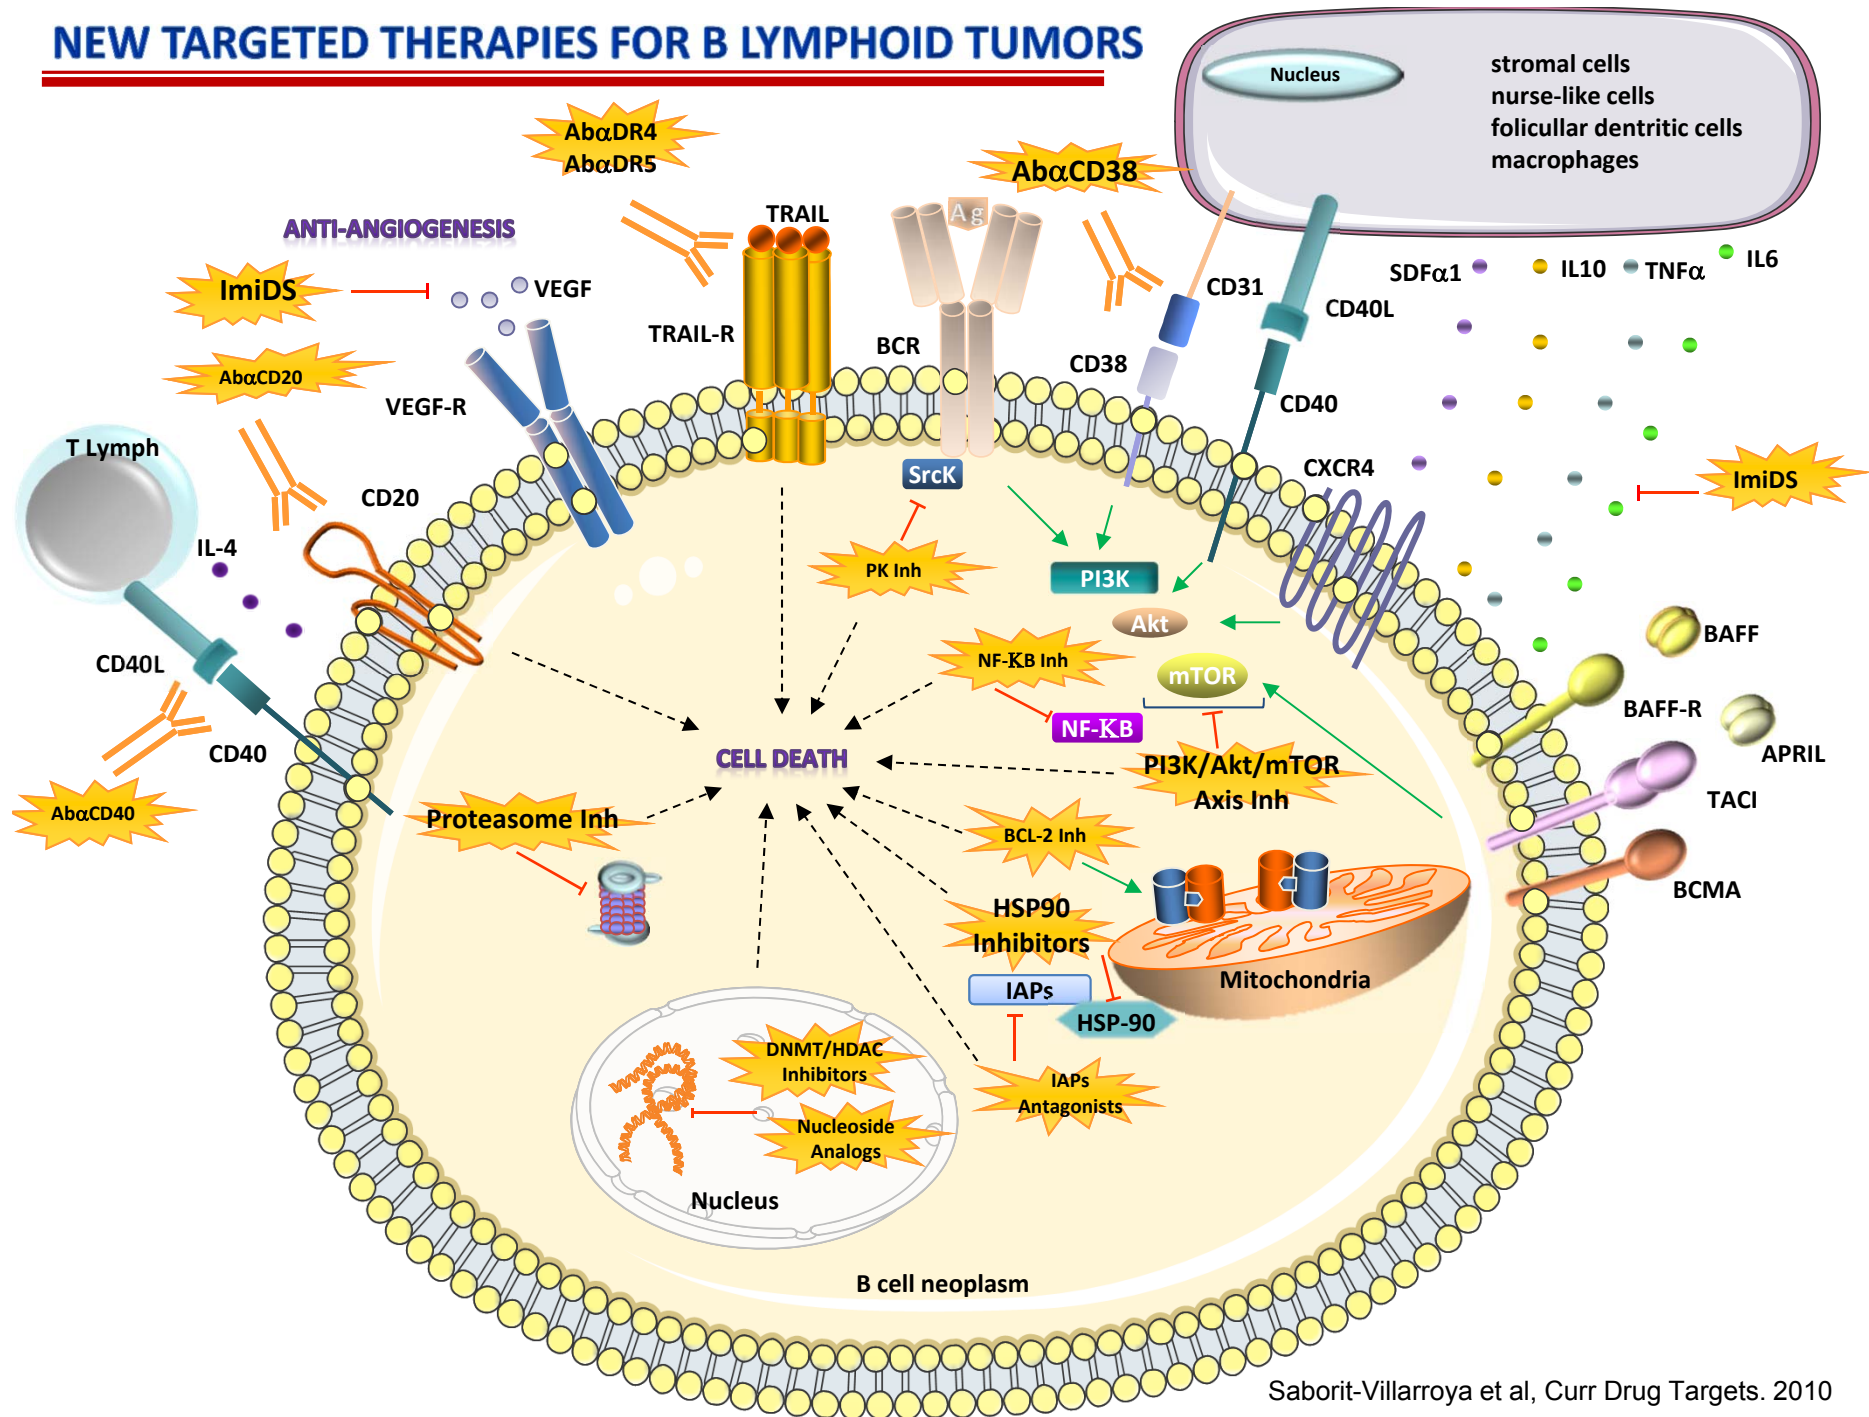 NEW TARGETED THERAPIES FOR B LYMPHOID TUMORS
Nucleus
stromal cells
nurse-like cells
folicullar dentritic cells
macrophages
AbαDR4
AbαDR5
AbαCD38
TRAIL
Ag
ANTI-ANGIOGENESIS
ImiDS
VEGF
CD31
CD40L
SDFα1
IL10
TNFα
IL6
TRAIL-R
BCR
CD38
CD40
AbαCD20
VEGF-R
T Lymph
CD20
SrcK
CXCR4
ImiDS
IL-4
PK Inh
PI3K
Akt
CD40L
NF-ΚB Inh
mTOR
BAFF
BAFF-R
NF-ΚB
CD40
CELL DEATH
PI3K/Akt/mTOR
Axis Inh
APRIL
TACI
AbαCD40
Proteasome Inh
BCL-2 Inh
BCMA
HSP90
Inhibitors
Mitochondria
IAPs
HSP-90
DNMT/HDAC
Inhibitors
IAPs
Antagonists
Nucleoside
Analogs
Nucleus
B cell neoplasm
Saborit-Villarroya et al, Curr Drug Targets. 2010